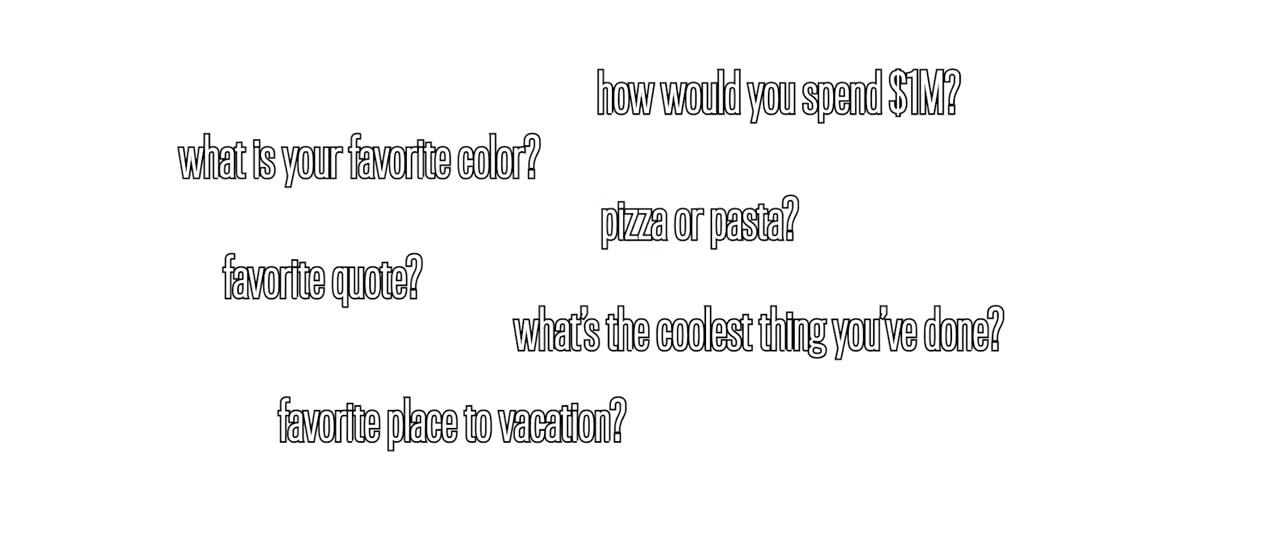 how would you spend $1M?
what is your favorite color?
pizza or pasta?
favorite quote?
what's the coolest thing you've done?
favorite place to vacation?